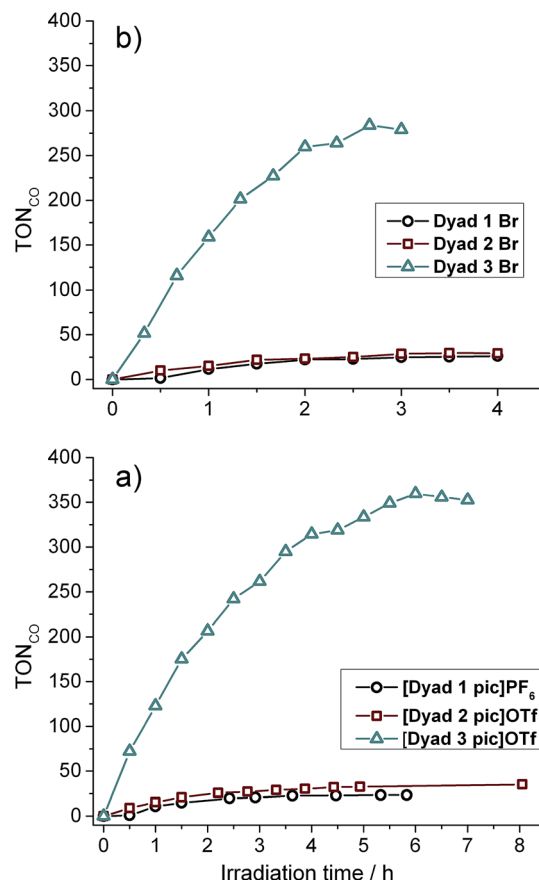 b)
400
350
300
250
200
150
100
50
0
TON_CO
Dyad 1 Br
Dyad 2 Br
Dyad 3 Br
0 1 2 3 4
a)
400
350
300
250
200
150
100
50
0
TON_CO
[Dyad 1 pic]PF₆
[Dyad 2 pic]OTf
[Dyad 3 pic]OTf
0 1 2 3 4 5 6 7 8
Irradiation time / h